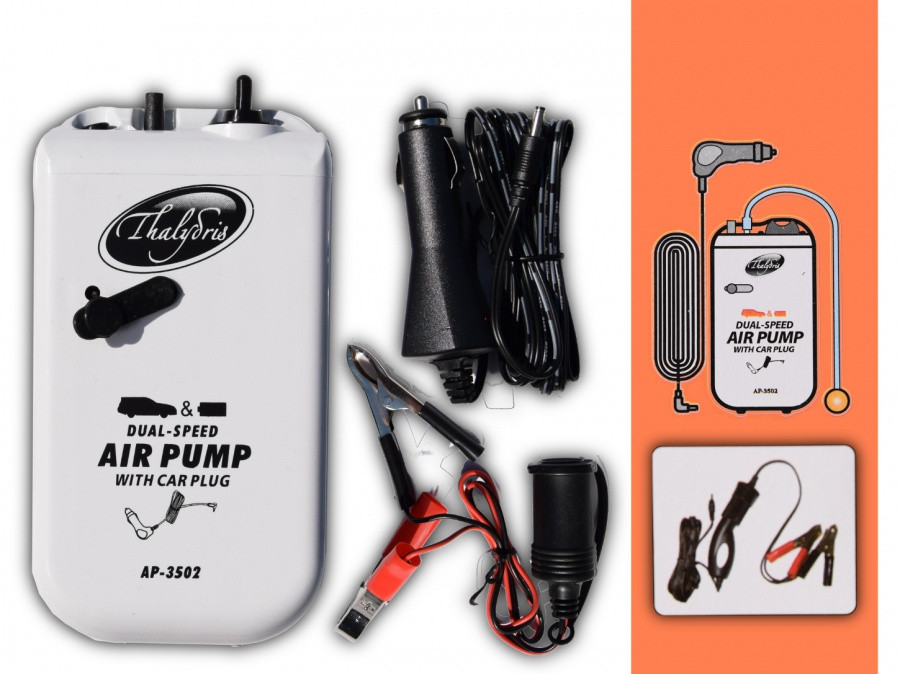 Thalydris
&
DUAL-SPEED
AIR PUMP
WITH CAR PLUG
AP-3502
Thalydris
&
DUAL-SPEED
AIR PUMP
WITH CAR PLUG
AP-3502